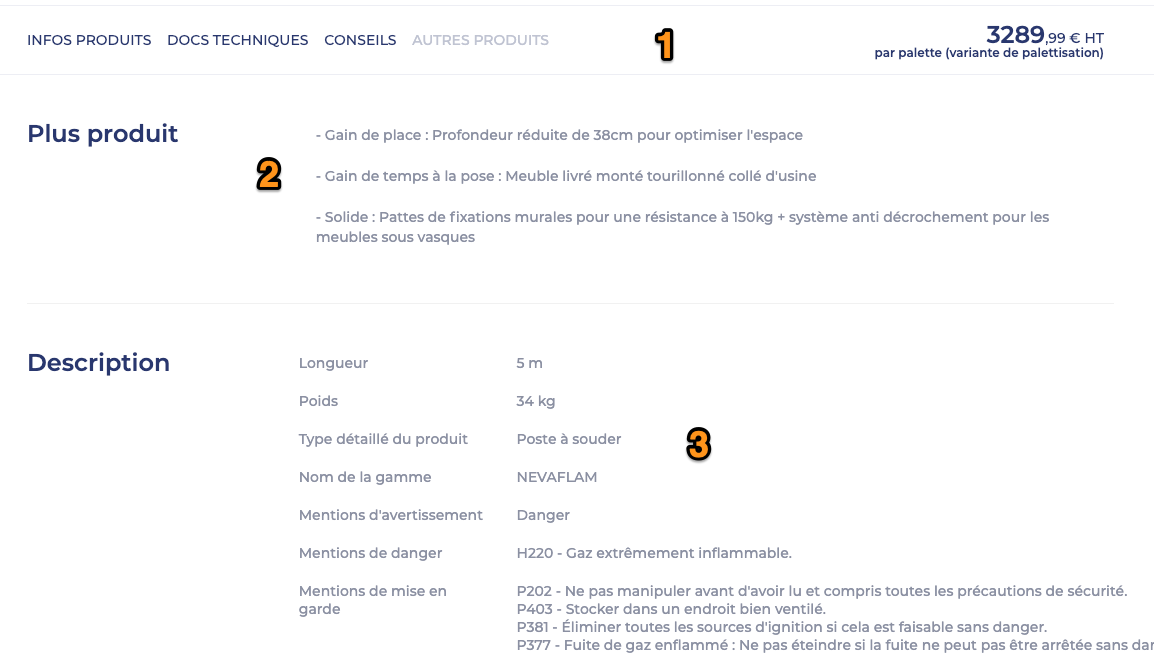 INFOS PRODUITS DOCS TECHNIQUES CONSEILS AUTRES PRODUITS
1
3289,99 € HT
par palette (variante de palettisation)
Plus produit
- Gain de place : Profondeur réduite de 38cm pour optimiser l'espace
2
- Gain de temps à la pose : Meuble livré monté tourillonné collé d'usine
- Solide : Pattes de fixations murales pour une résistance à 150kg + système anti décrochement pour les
meubles sous vasques
Description
Longueur 5 m
Poids 34 kg
Type détaillé du produit Poste à souder
3
Nom de la gamme NEVAFLAM
Mentions d'avertissement Danger
Mentions de danger H220 - Gaz extrêmement inflammable.
Mentions de mise en P202 - Ne pas manipuler avant d'avoir lu et compris toutes les précautions de sécurité.
garde P403 - Stocker dans un endroit bien ventilé.
P381 - Éliminer toutes les sources d'ignition si cela est faisable sans danger.
P377 - Fuite de gaz enflammé : Ne pas éteindre si la fuite ne peut pas être arrêtée sans